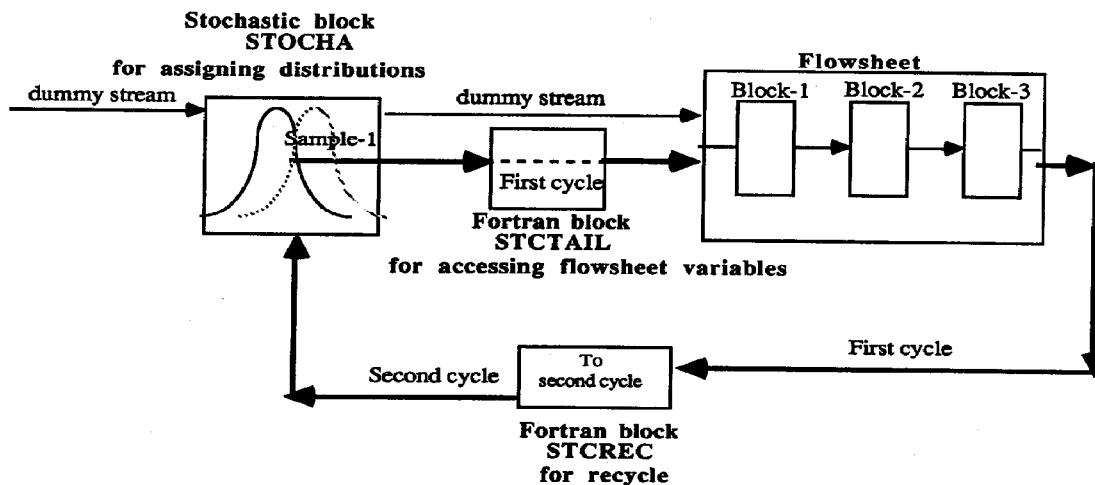 Stochastic block
STOCHA
for assigning distributions
dummy stream
Sample-1
dummy stream
First cycle
Fortran block
STCTAIL
for accessing flowsheet variables
Flowsheet
Block-1
Block-2
Block-3
First cycle
To
second cycle
Second cycle
Fortran block
STCREC
for recycle